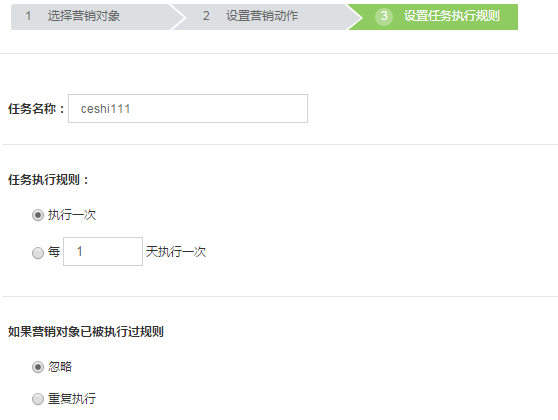 1 选择营销对象 2 设置营销动作 3 设置任务执行规则
任务名称： ceshi111
任务执行规则：
执行一次
每 1 天执行一次
如果营销对象已被执行过规则
忽略
重复执行